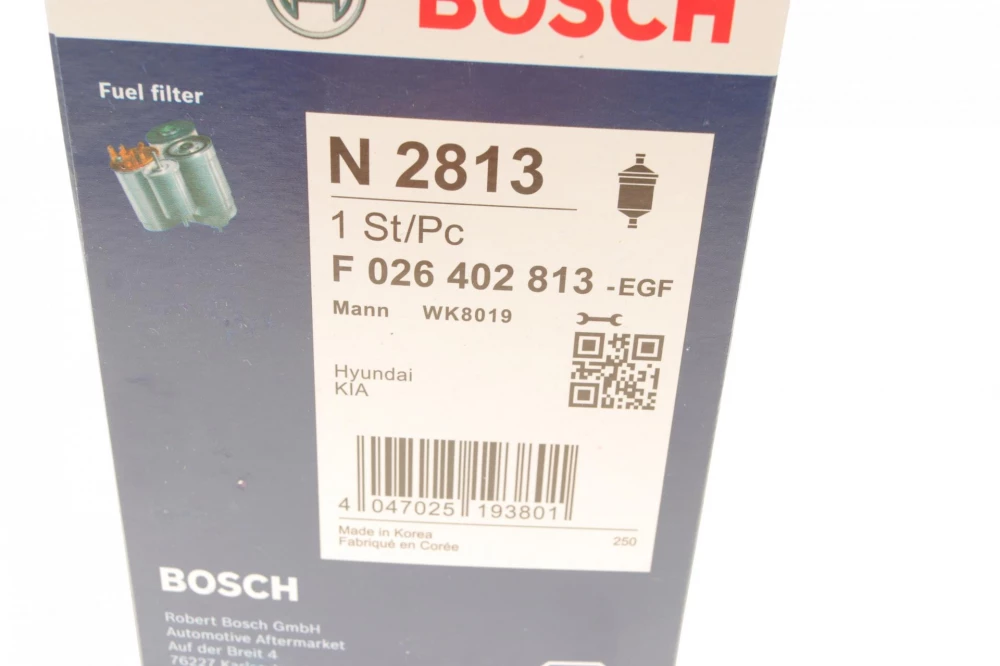 BOSCH
Fuel filter
N 2813
1 St/Pc
F 026 402 813 -EGF
Mann WK8019
Hyundai
KIA
4 047025 193801
Made in Korea
Fabriqué en Corée
250
BOSCH
Robert Bosch GmbH
Automotive Aftermarket
Auf der Breit 4
76227